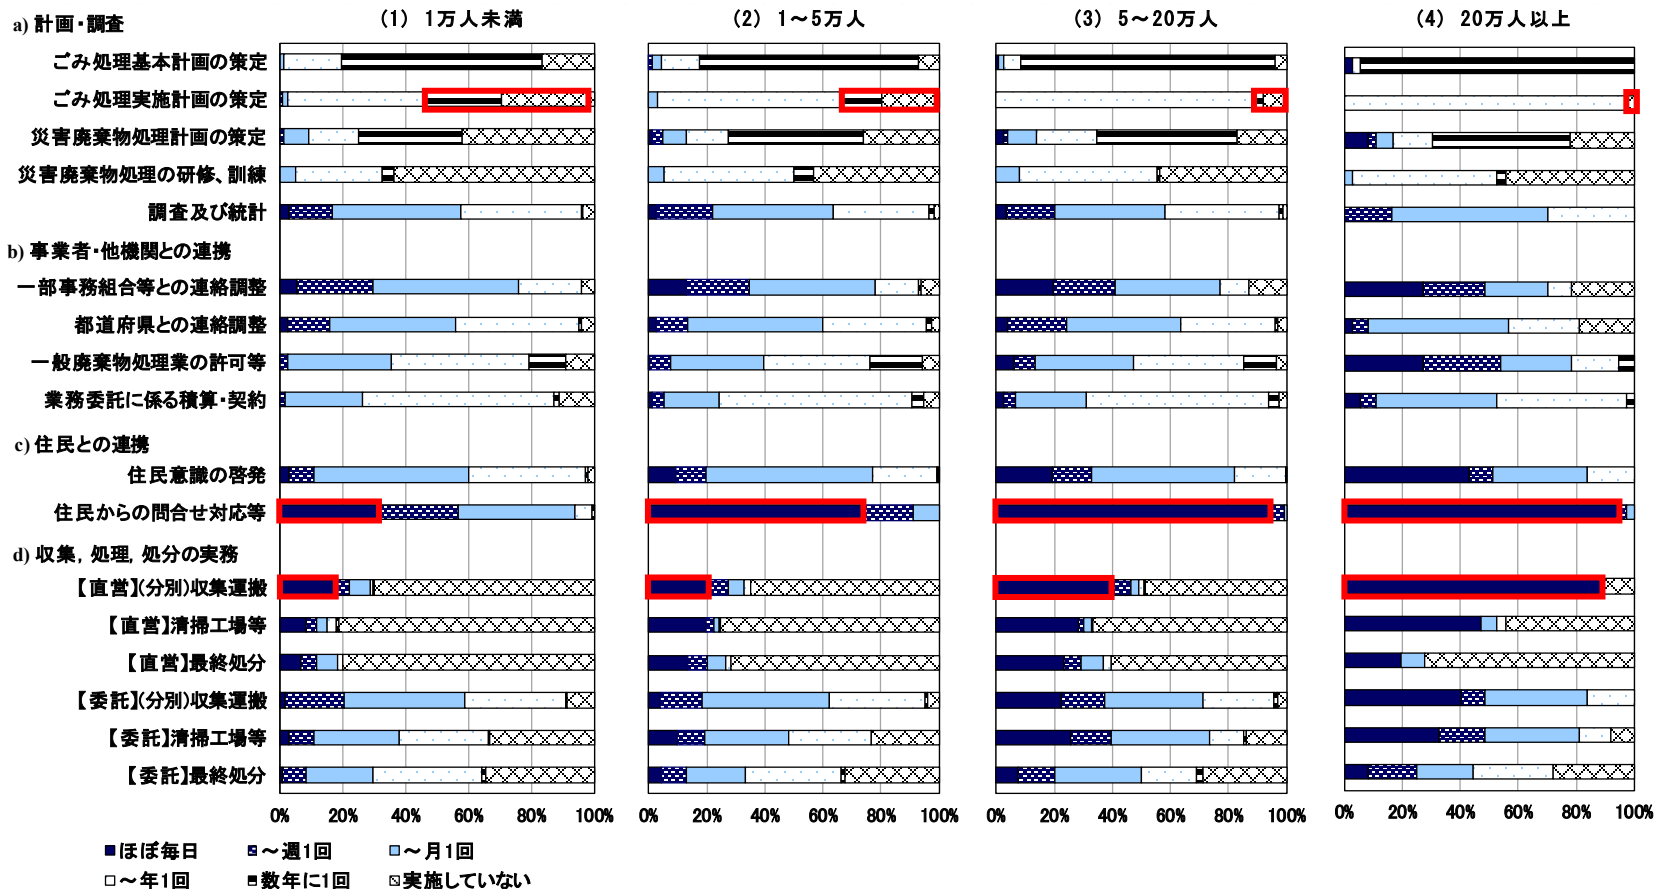 (1) 1万人未満
(2) 1～5万人
(3) 5～20万人
(4) 20万人以上
a) 計画・調査
ごみ処理基本計画の策定
ごみ処理実施計画の策定
災害廃棄物処理計画の策定
災害廃棄物処理の研修、訓練
調査及び統計
b) 事業者・他機関との連携
一部事務組合等との連絡調整
都道府県との連絡調整
一般廃棄物処理業の許可等
業務委託に係る積算・契約
c) 住民との連携
住民意識の啓発
住民からの問合せ対応等
d) 収集, 処理, 処分の実務
【直営】(分別)収集運搬
【直営】清掃工場等
【直営】最終処分
【委託】(分別)収集運搬
【委託】清掃工場等
【委託】最終処分
0% 20% 40% 60% 80% 100%
0% 20% 40% 60% 80% 100%
0% 20% 40% 60% 80% 100%
0% 20% 40% 60% 80% 100%
ほぼ毎日 ～週1回 ～月1回
～年1回 数年に1回 実施していない